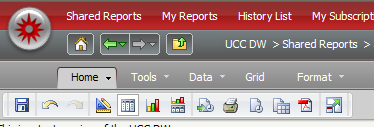 Shared Reports My Reports History List My Subscript
UCC DW > Shared Reports >
Home Tools Data Grid Format